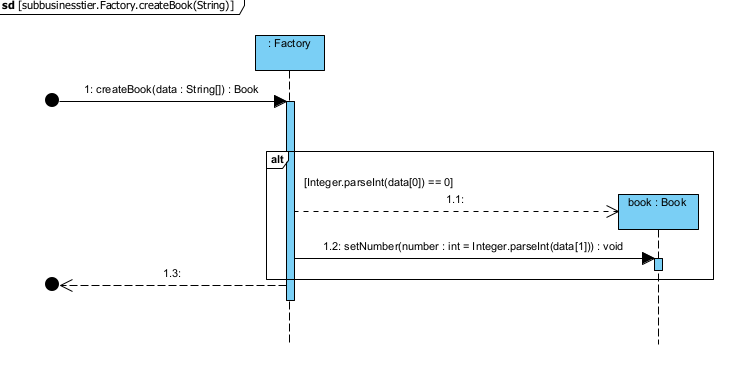 sd [subbusinesstier.Factory.createBook(String)]
: Factory
1: createBook(data : String[]) : Book
alt
[Integer.parseInt(data[0]) == 0]
1.1:
book : Book
1.2: setNumber(number : int = Integer.parseInt(data[1])) : void
1.3: